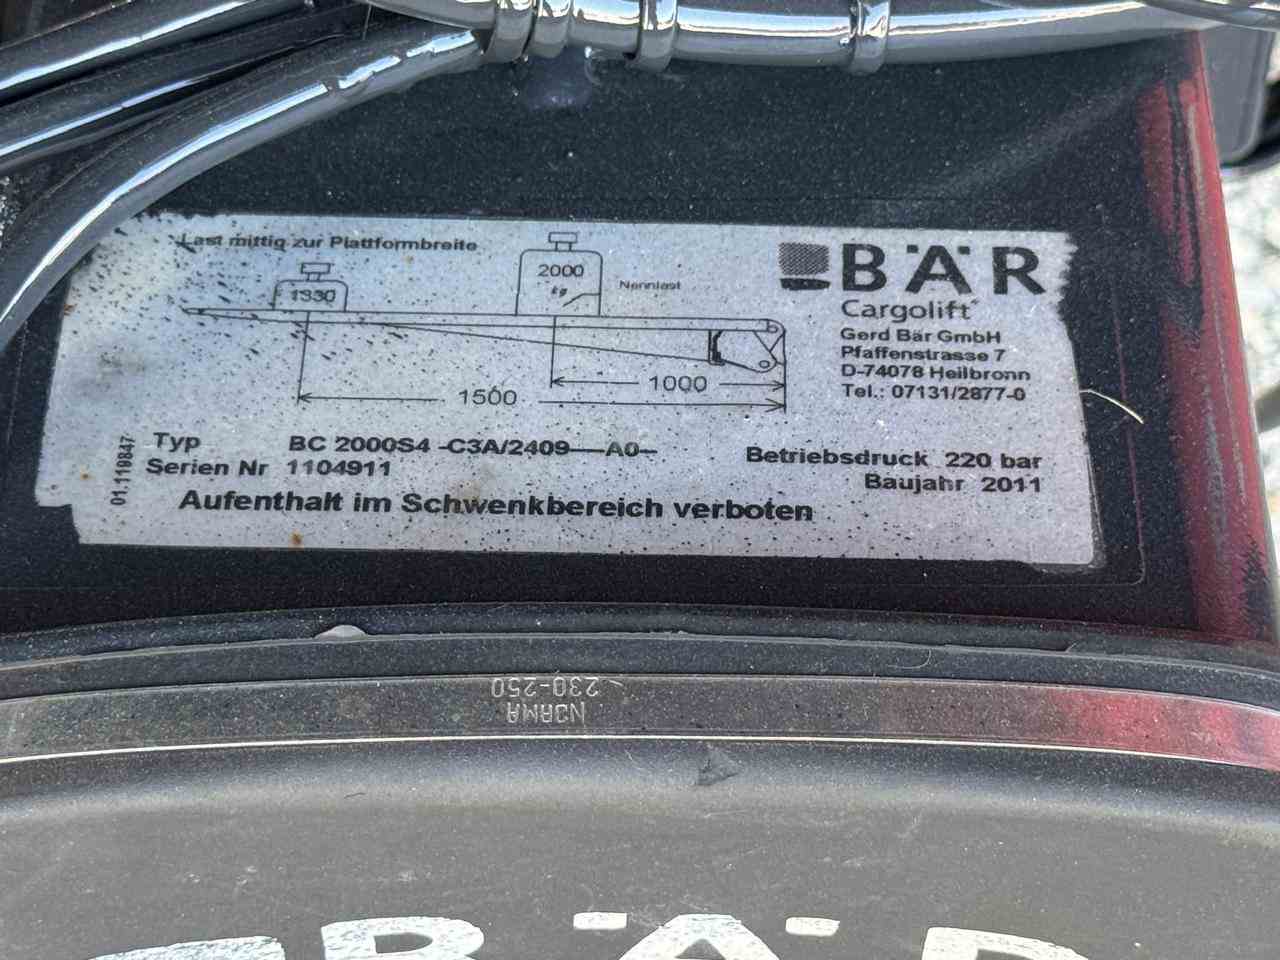 Last mittig zur Plattformbreite
2000
kg
Nennlast
1330
1000
1500
BÄR
Cargolift
Gerd Bär GmbH
Pfaffenstrasse 7
D-74078 Heilbronn
Tel.: 07131/2877-0
01.119847
Typ BC 2000S4 -C3A/2409-----A0--
Serien Nr 1104911
Betriebsdruck 220 bar
Baujahr 2011
Aufenthalt im Schwenkbereich verboten
NORMA
230-250
BÄR